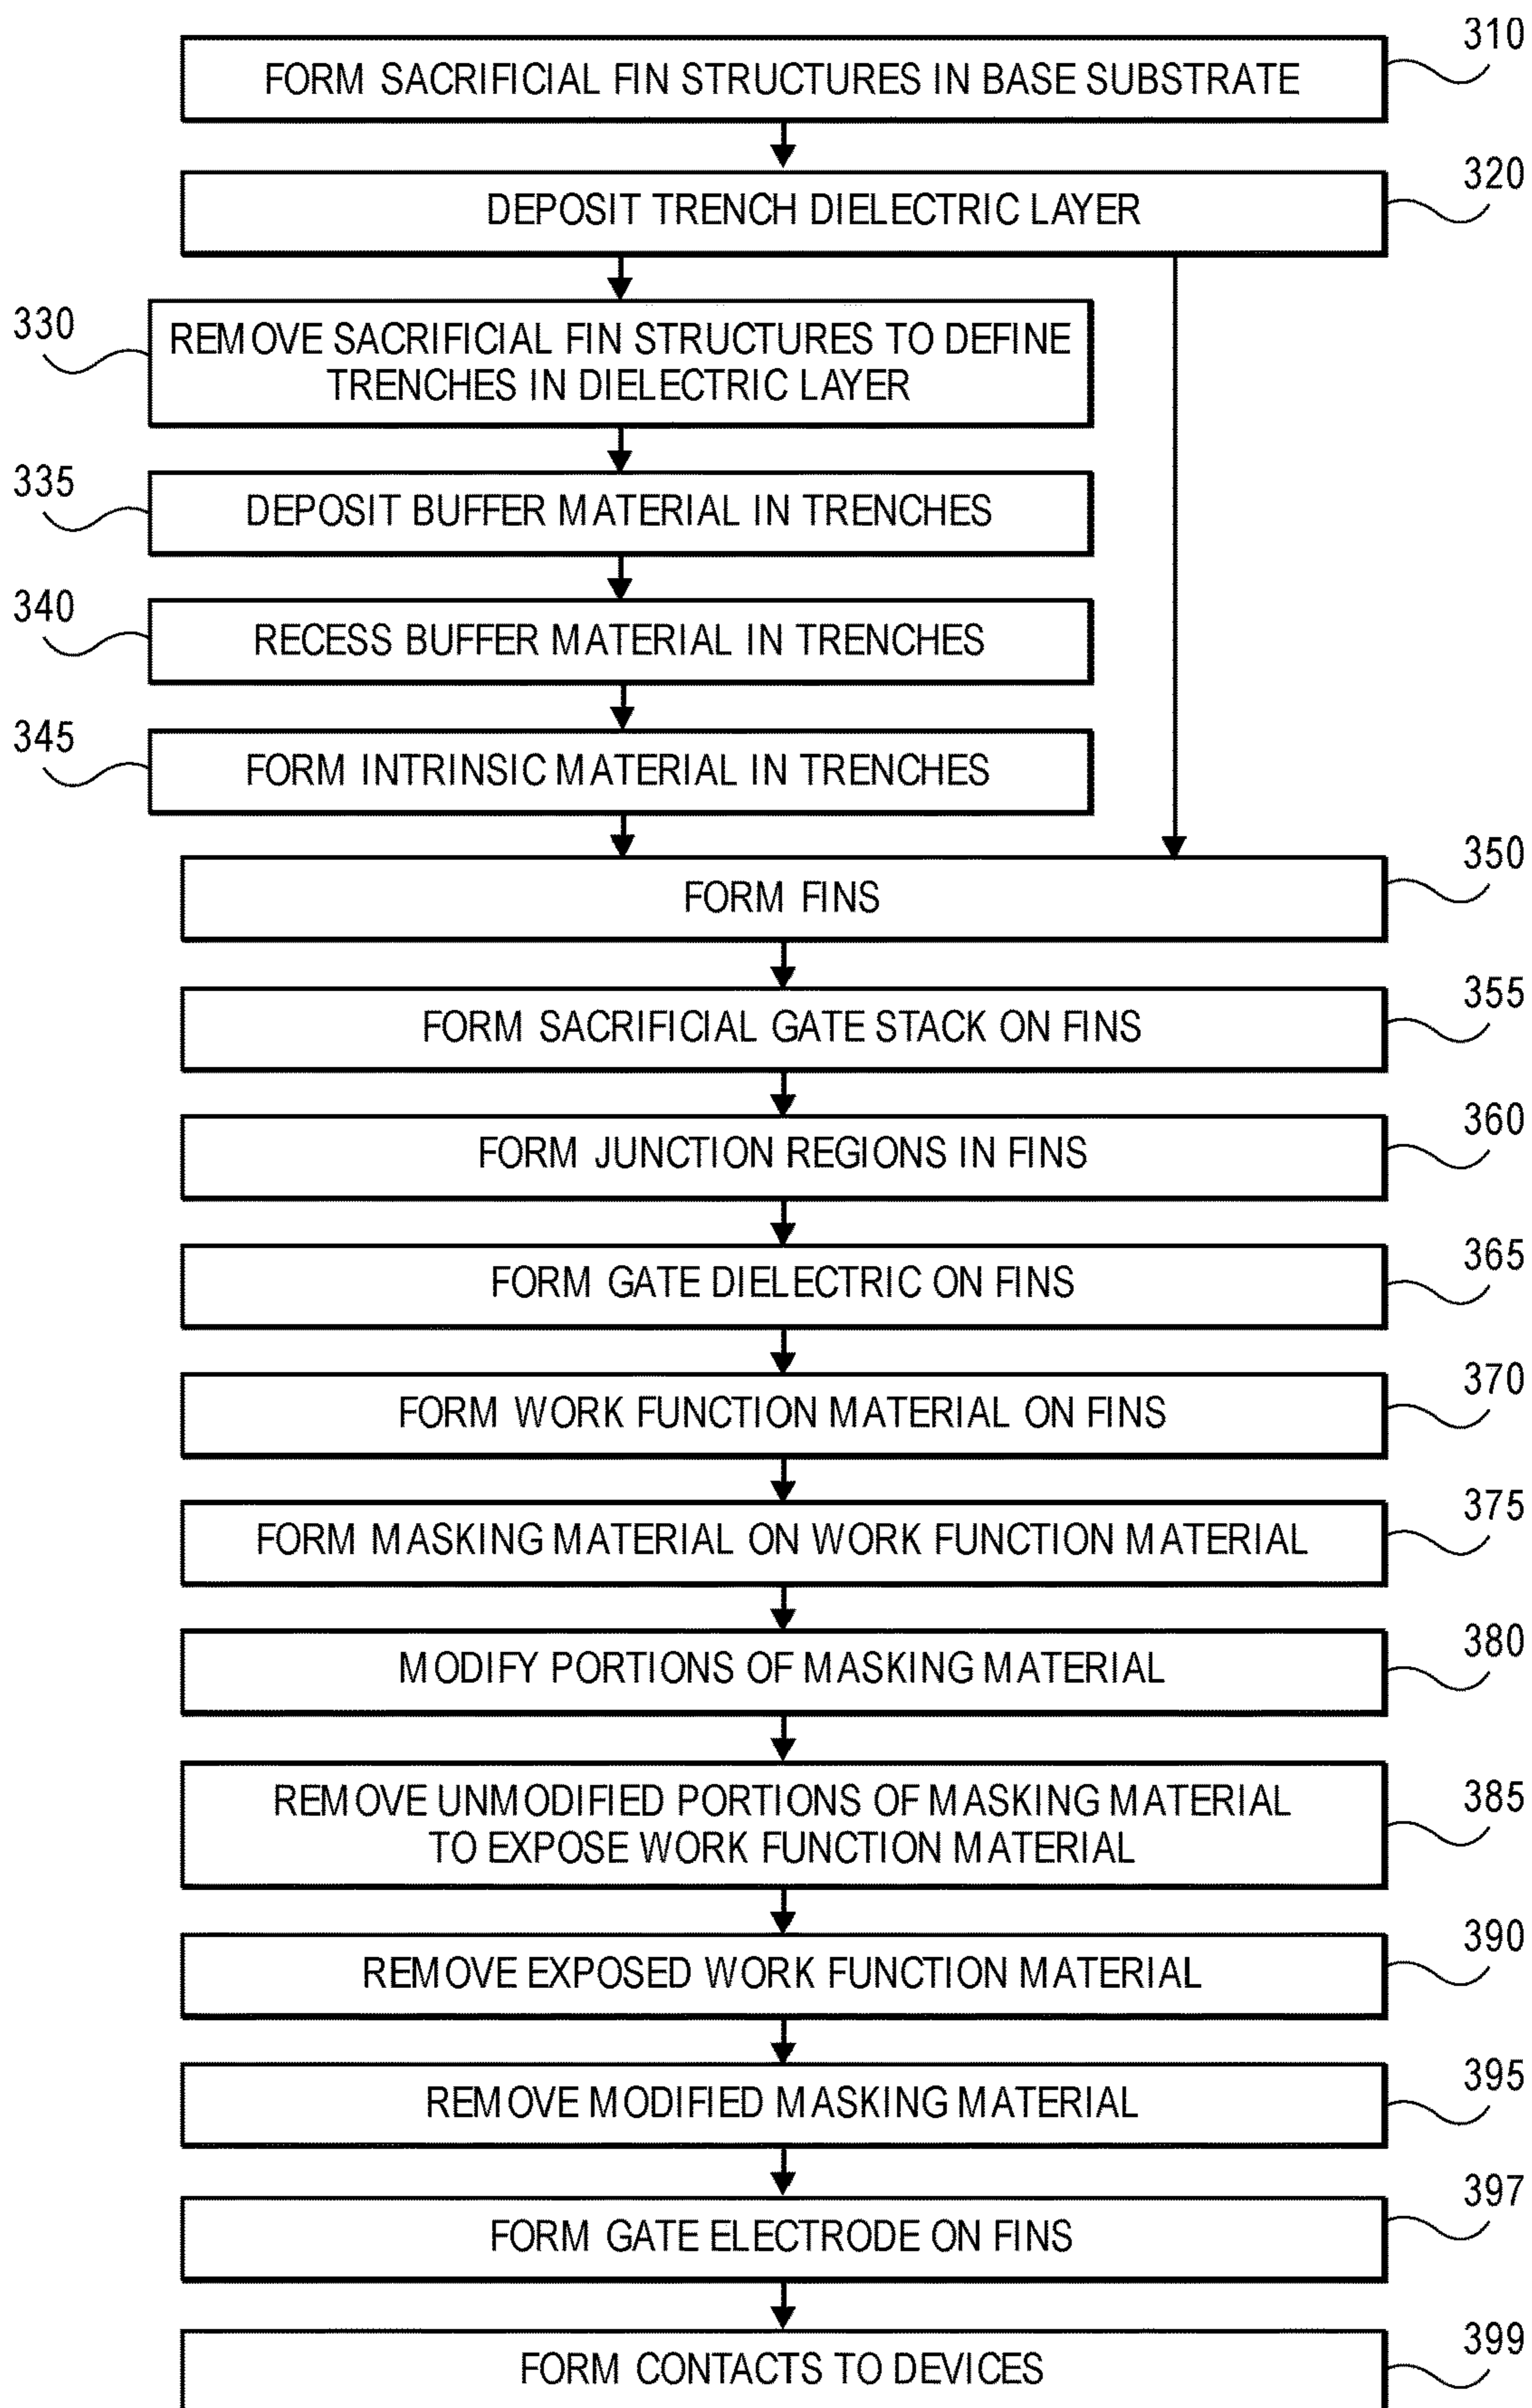 310
FORM SACRIFICIAL FIN STRUCTURES IN BASE SUBSTRATE
320
DEPOSIT TRENCH DIELECTRIC LAYER
330
REMOVE SACRIFICIAL FIN STRUCTURES TO DEFINE
TRENCHES IN DIELECTRIC LAYER
335
DEPOSIT BUFFER MATERIAL IN TRENCHES
340
RECESS BUFFER MATERIAL IN TRENCHES
345
FORM INTRINSIC MATERIAL IN TRENCHES
350
FORM FINS
355
FORM SACRIFICIAL GATE STACK ON FINS
360
FORM JUNCTION REGIONS IN FINS
365
FORM GATE DIELECTRIC ON FINS
370
FORM WORK FUNCTION MATERIAL ON FINS
375
FORM MASKING MATERIAL ON WORK FUNCTION MATERIAL
380
MODIFY PORTIONS OF MASKING MATERIAL
385
REMOVE UNMODIFIED PORTIONS OF MASKING MATERIAL
TO EXPOSE WORK FUNCTION MATERIAL
390
REMOVE EXPOSED WORK FUNCTION MATERIAL
395
REMOVE MODIFIED MASKING MATERIAL
397
FORM GATE ELECTRODE ON FINS
399
FORM CONTACTS TO DEVICES